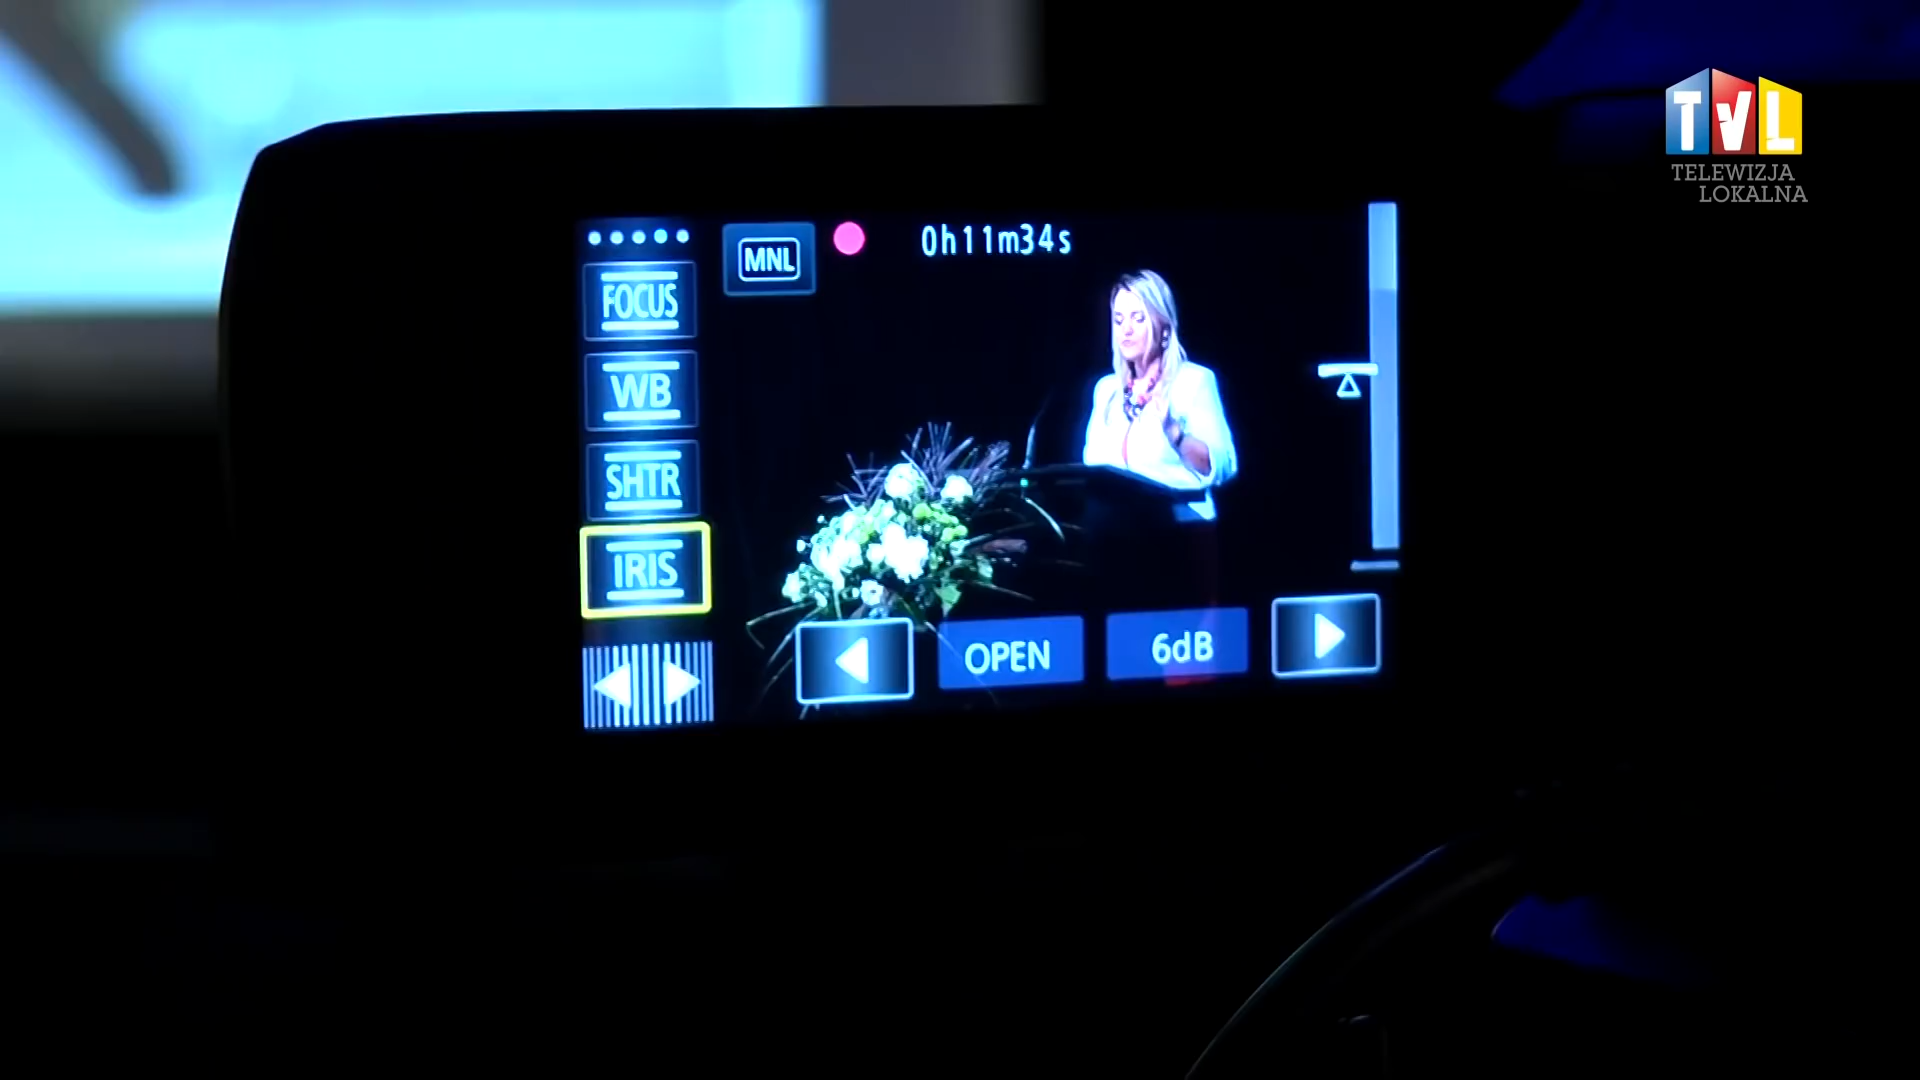 TVL
TELEWIZJA
LOKALNA
MNL
0h11m34s
FOCUS
WB
SHTR
IRIS
OPEN
6dB